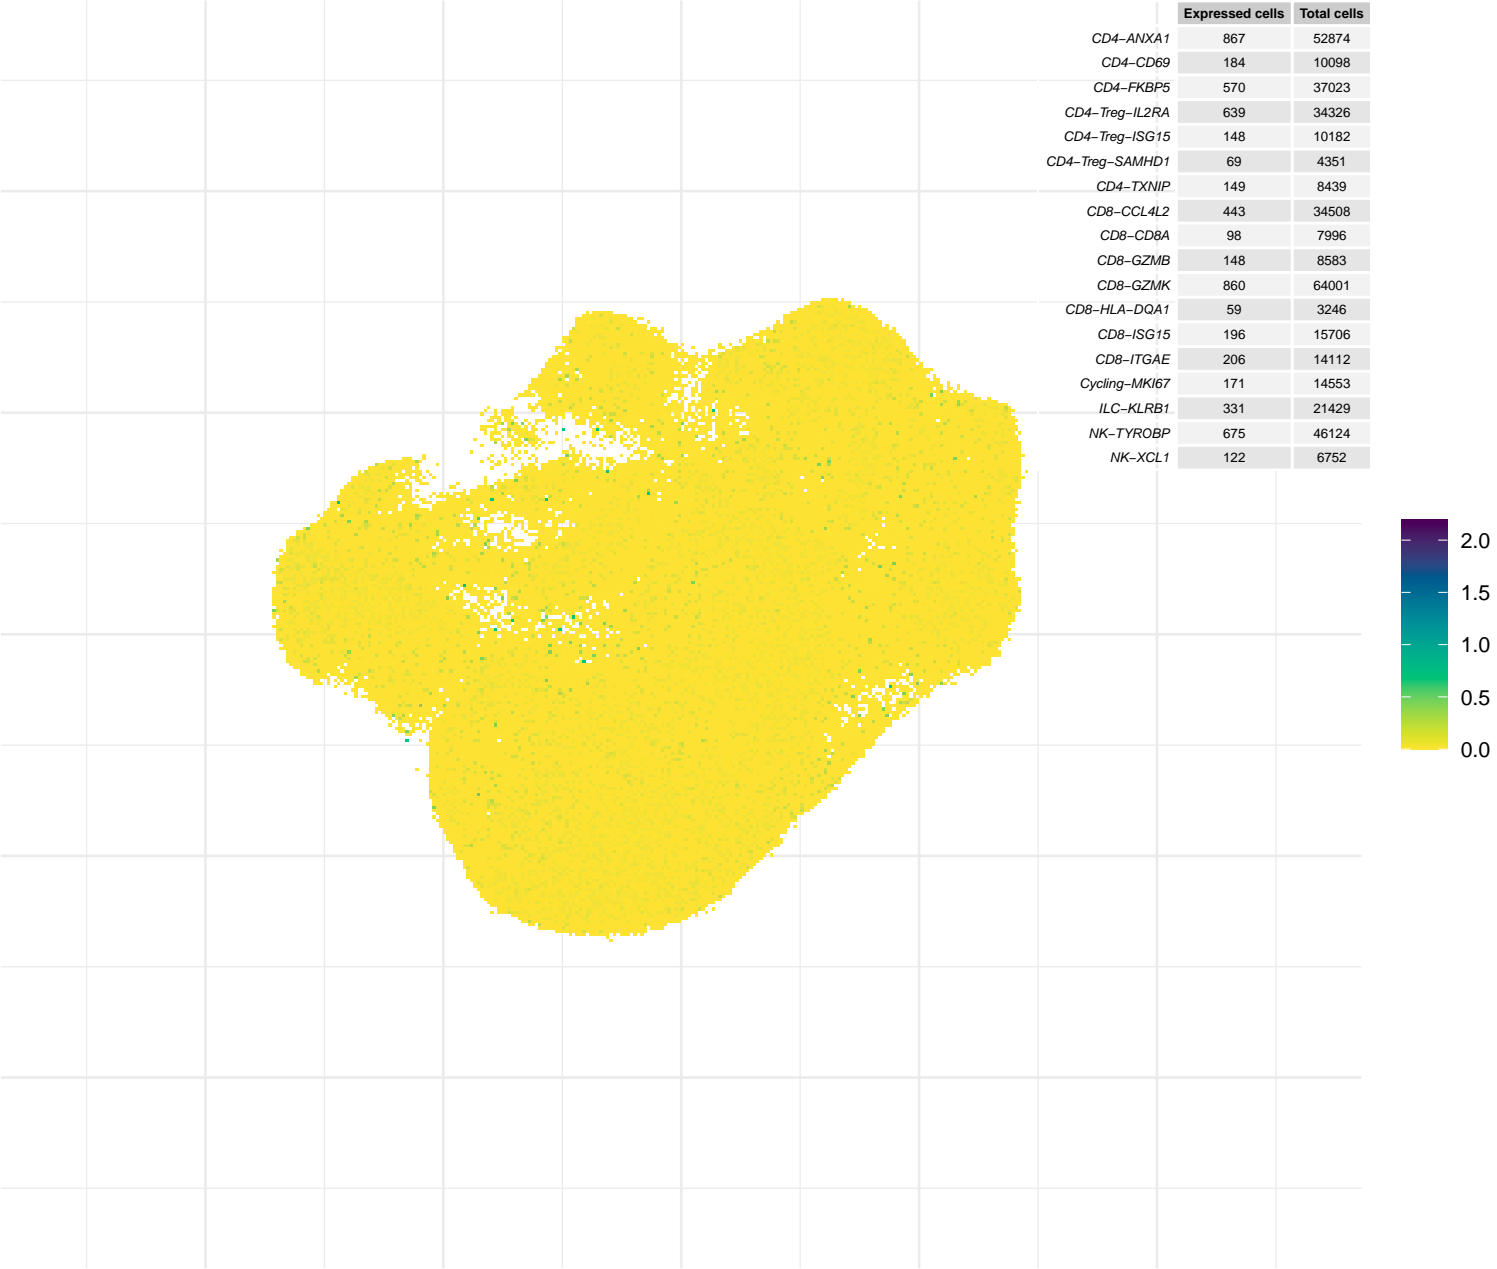 Expressed cells Total cells
CD4−ANXA1 867 52874
CD4−CD69 184 10098
CD4−FKBP5 570 37023
CD4−Treg−IL2RA 639 34326
CD4−Treg−ISG15 148 10182
CD4−Treg−SAMHD1 69 4351
CD4−TXNIP 149 8439
CD8−CCL4L2 443 34508
CD8−CD8A 98 7996
CD8−GZMB 148 8583
CD8−GZMK 860 64001
CD8−HLA−DQA1 59 3246
CD8−ISG15 196 15706
CD8−ITGAE 206 14112
Cycling−MKI67 171 14553
ILC−KLRB1 331 21429
NK−TYROBP 675 46124
NK−XCL1 122 6752
2.0
1.5
1.0
0.5
0.0